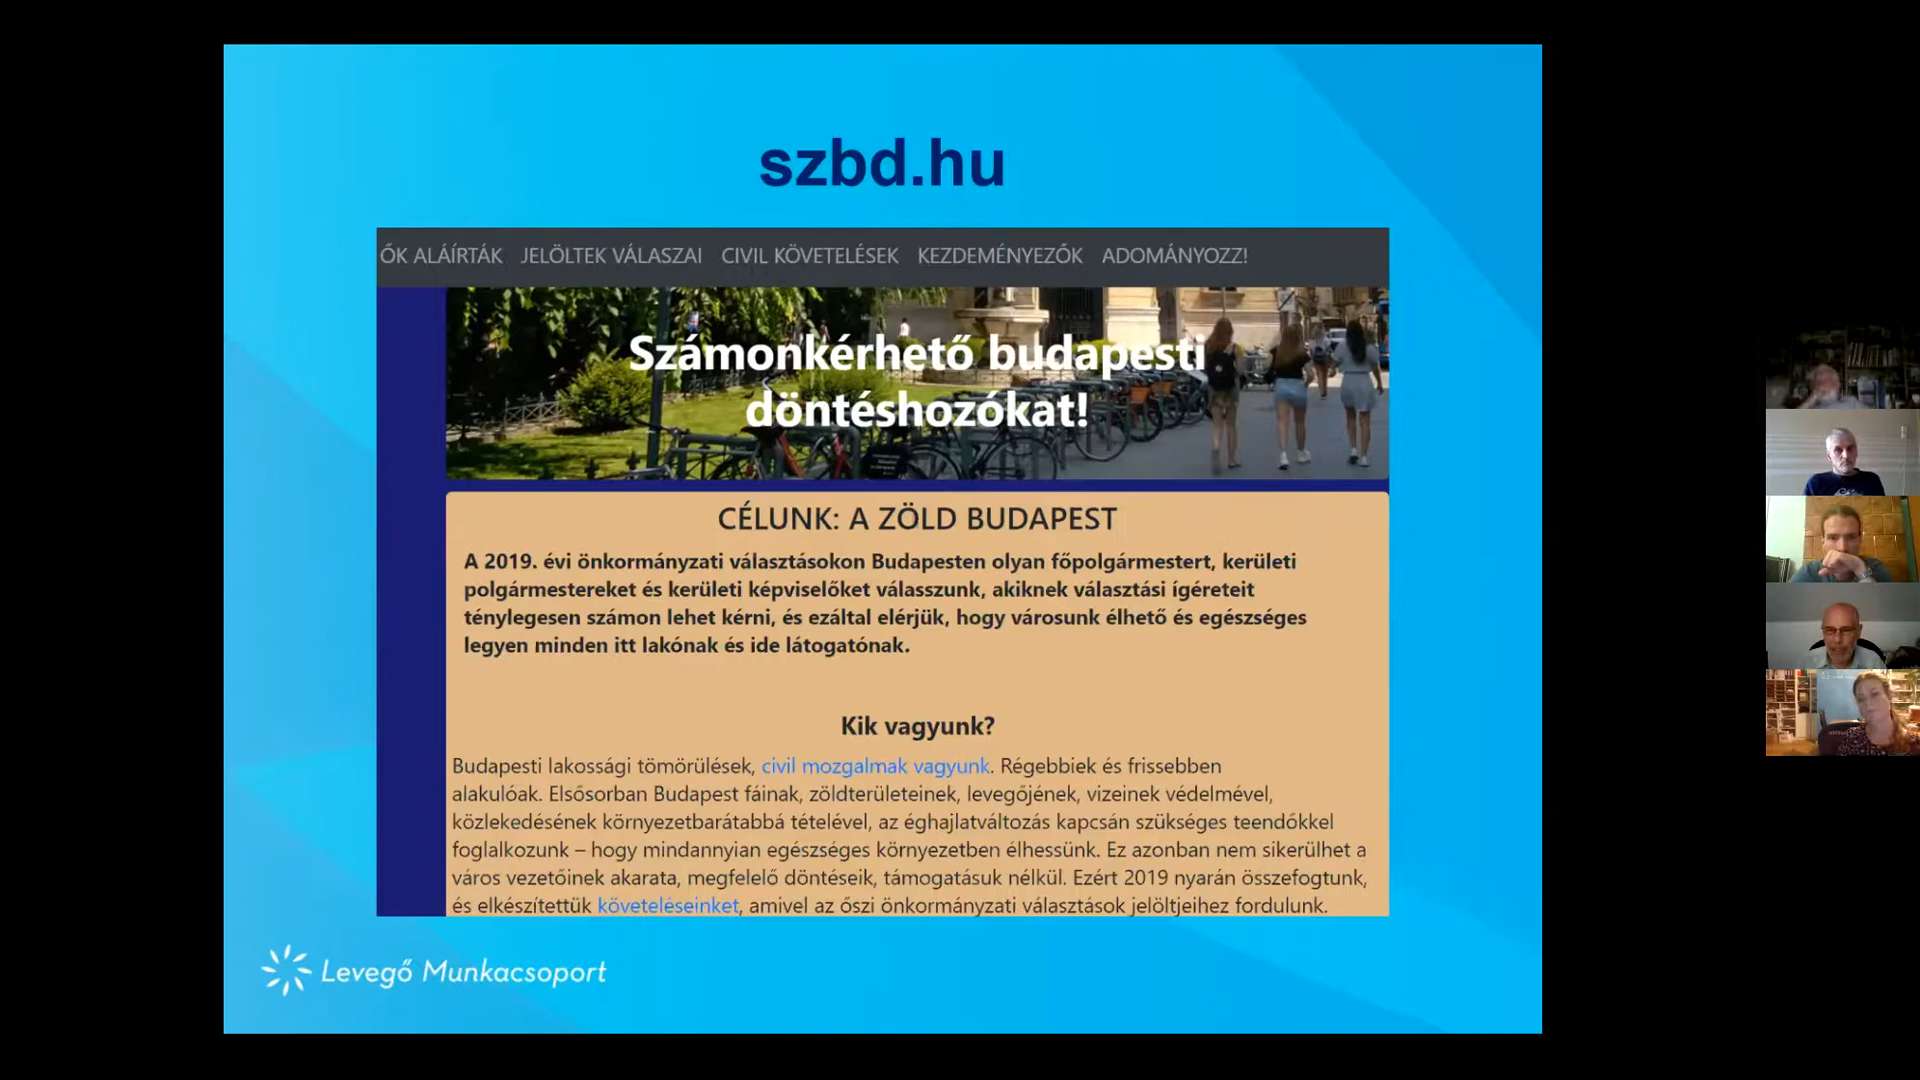 szbd.hu
ŐK ALÁÍRTÁK JELÖLTEK VÁLASZAI CIVIL KÖVETELÉSEK KEZDEMÉNYEZŐK ADOMÁNYOZZ!
Számonkérhető budapesti
döntéshozókat!
CÉLUNK: A ZÖLD BUDAPEST
A 2019. évi önkormányzati választásokon Budapesten olyan főpolgármestert, kerületi
polgármestereket és kerületi képviselőket válasszunk, akiknek választási ígéreteit
ténylegesen számon lehet kérni, és ezáltal elérjük, hogy városunk élhető és egészséges
legyen minden itt lakónak és ide látogatónak.
Kik vagyunk?
Budapesti lakossági tömörülések, civil mozgalmak vagyunk. Régebbiek és frissebben
alakulóak. Elsősorban Budapest fáinak, zöldterületeinek, levegőjének, vizeinek védelmével,
közlekedésének környezetbarátabbá tételével, az éghajlatváltozás kapcsán szükséges teendőkkel
foglalkozunk – hogy mindannyian egészséges környezetben élhessünk. Ez azonban nem sikerülhet a
város vezetőinek akarata, megfelelő döntéseik, támogatásuk nélkül. Ezért 2019 nyarán összefogtunk,
és elkészítettük követeléseinket, amivel az őszi önkormányzati választások jelöltjeihez fordulunk.
Levegő Munkacsoport